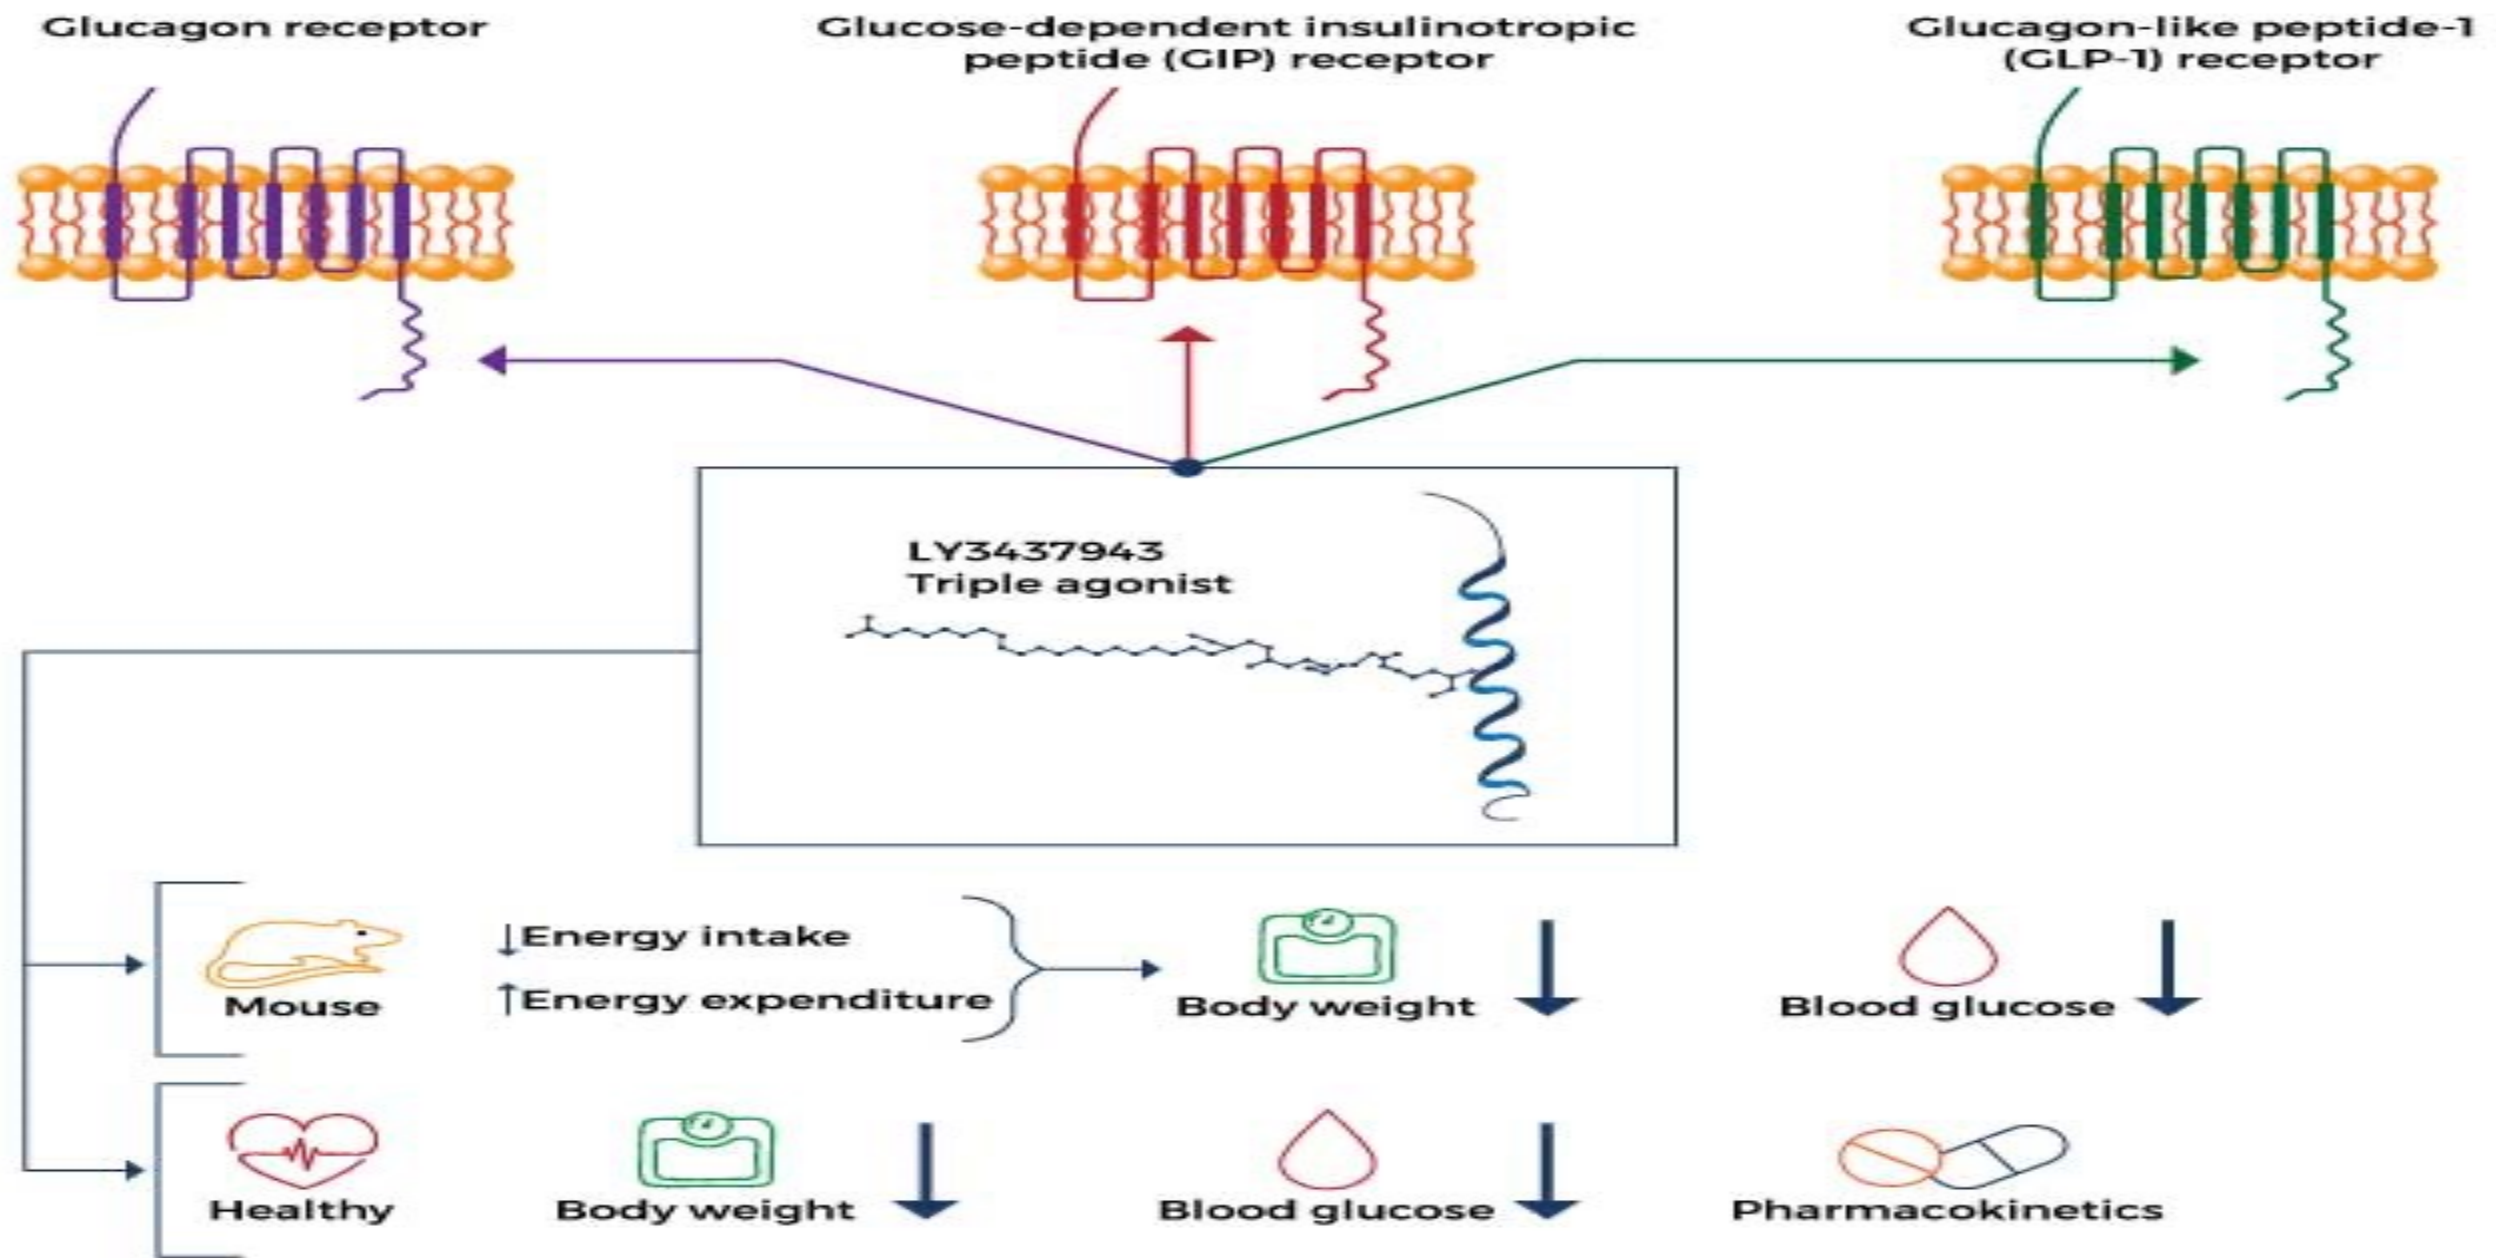 Glucagon receptor
Glucose-dependent insulinotropic
peptide (GIP) receptor
Glucagon-like peptide-1
(GLP-1) receptor
LY3437943
Triple agonist
Mouse
↓Energy intake
↑Energy expenditure
Body weight
Blood glucose
Healthy
Body weight
Blood glucose
Pharmacokinetics